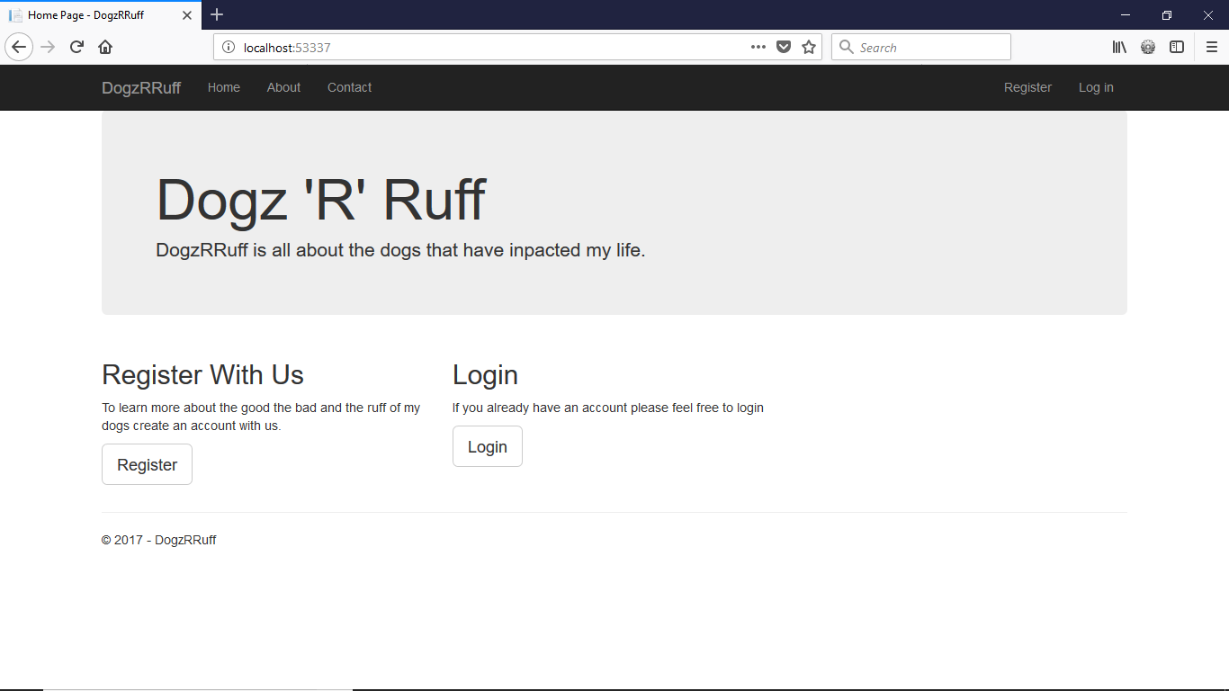 Home Page - DogzRRuff
localhost:53337
Search
DogzRRuff Home About Contact Register Log in
Dogz 'R' Ruff
DogzRRuff is all about the dogs that have inpacted my life.
Register With Us
To learn more about the good the bad and the ruff of my
dogs create an account with us.
Register
Login
If you already have an account please feel free to login
Login
© 2017 - DogzRRuff